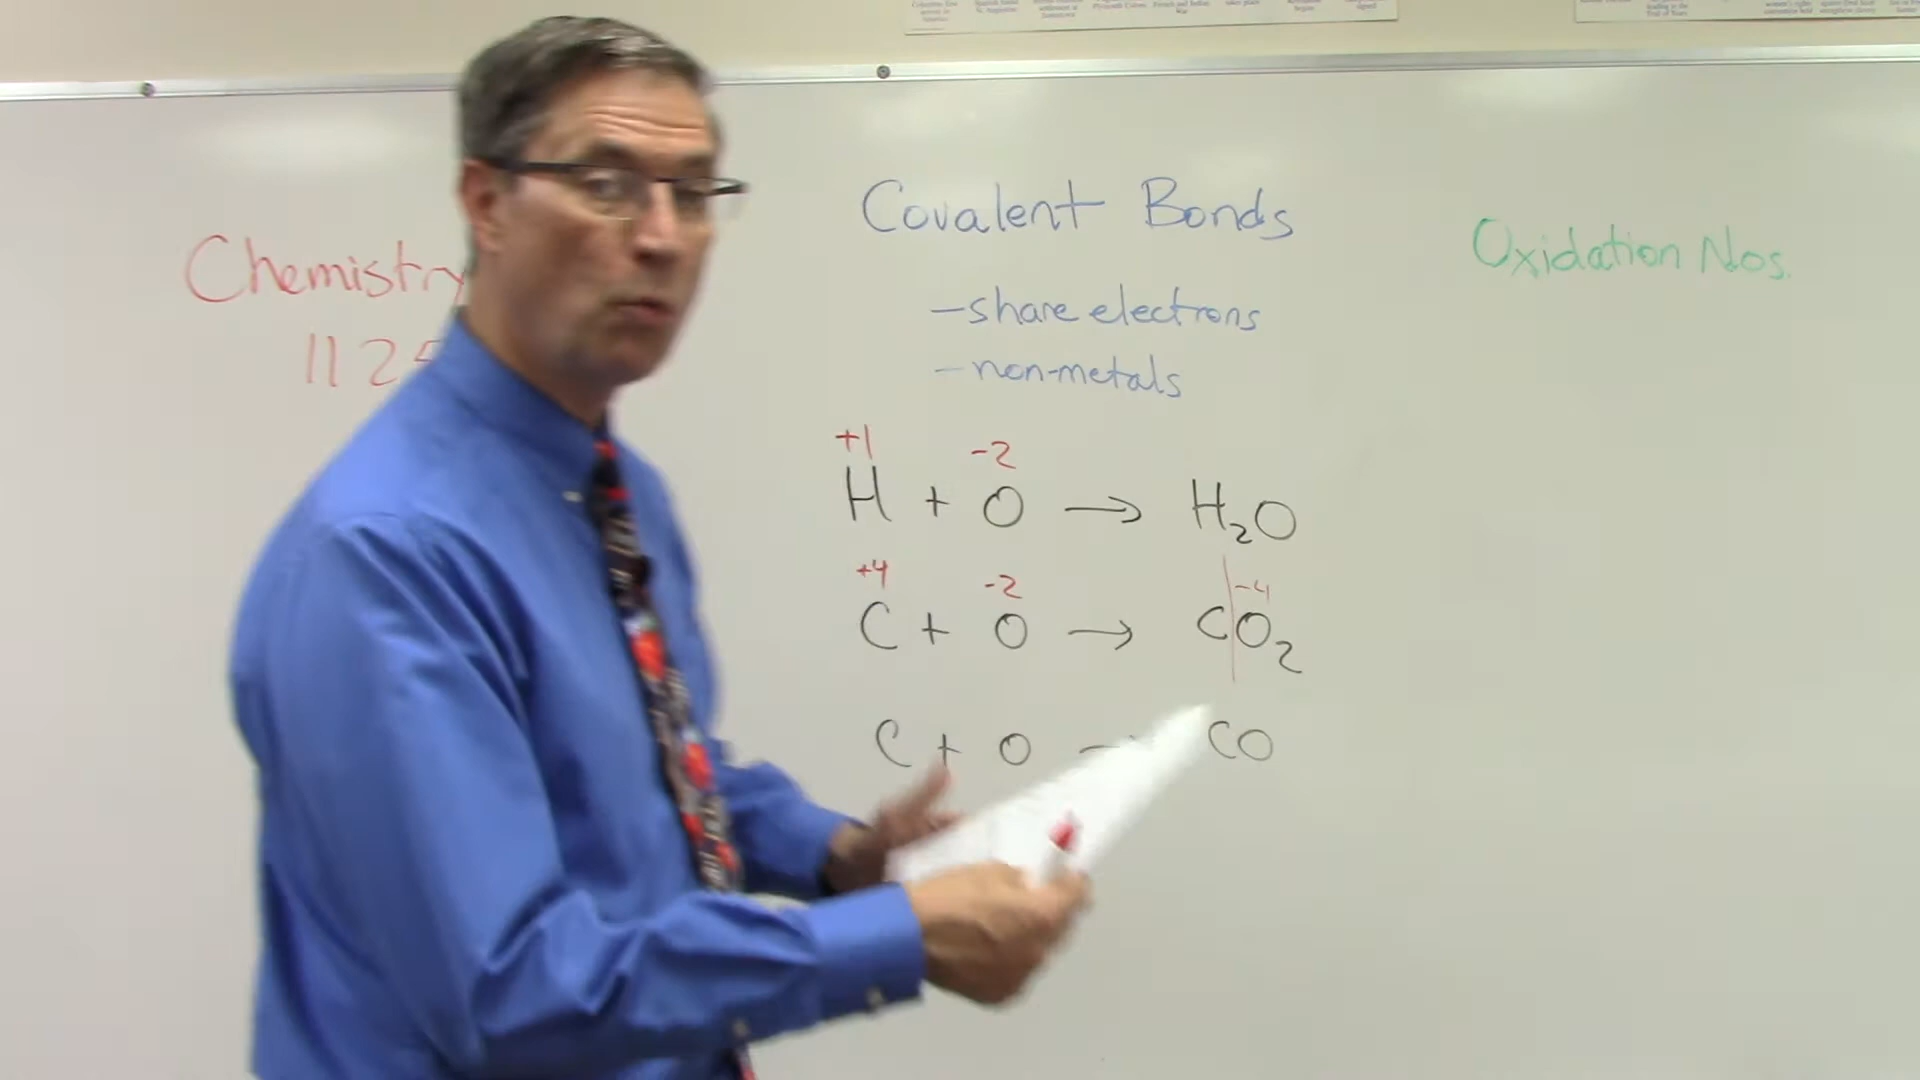 Chemistry
112
Covalent Bonds
-share electrons
-non-metals
+1 -2
H + O → H₂O
+4 -2 -4
C + O → CO₂
C + O → CO
Oxidation Nos.